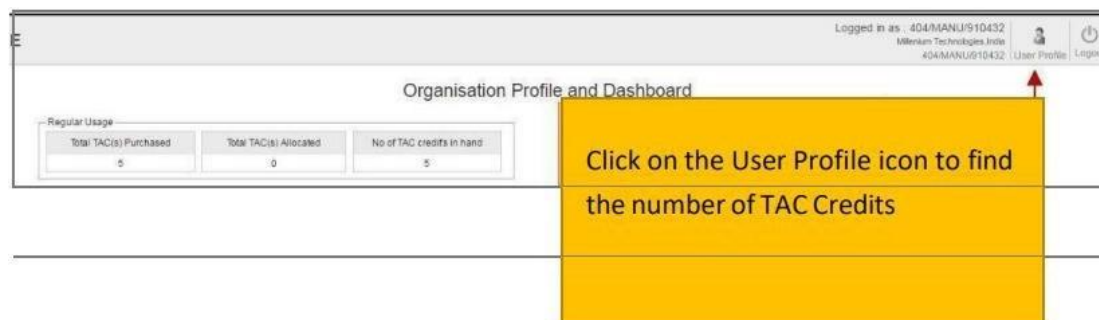 E
Logged in as : 404/MANU/910432
Millenium Technologies,India
404/MANU/910432
User Profile
Logout
Organisation Profile and Dashboard
Regular Usage
Total TAC(s) Purchased
Total TAC(s) Allocated
No of TAC credits in hand
5
0
5
Click on the User Profile icon to find
the number of TAC Credits